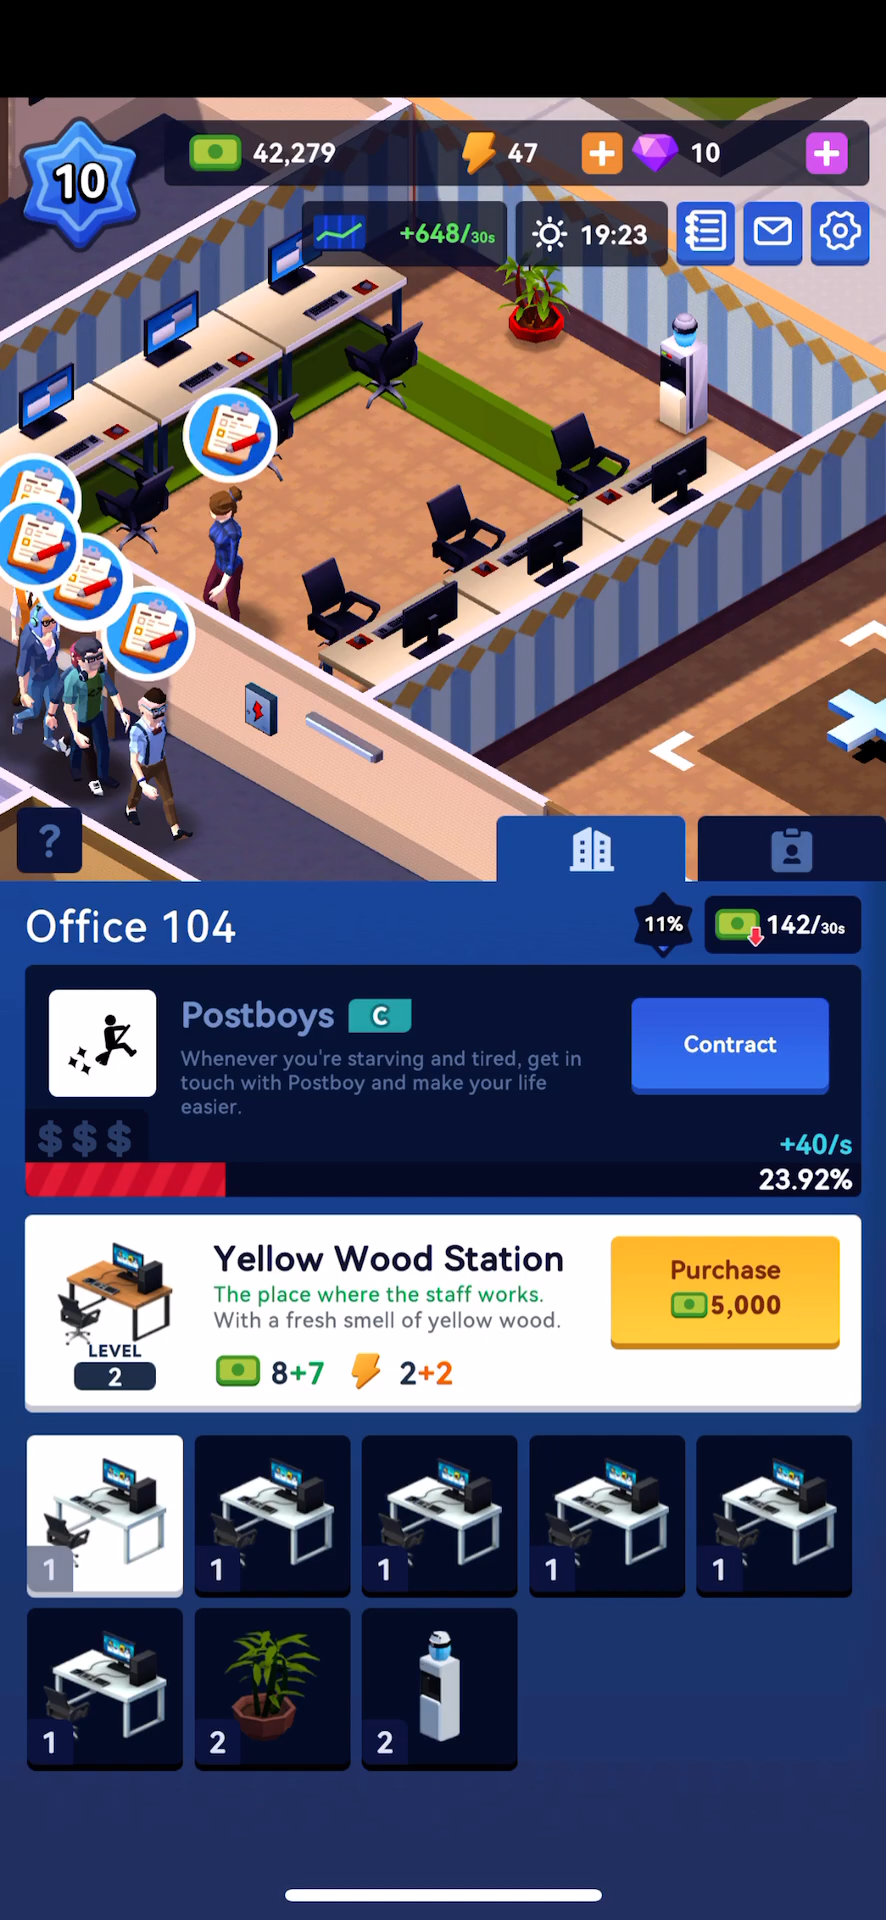 10
42,279
47
10
+648/30s
19:23
?
Office 104
11%
142/30s
Postboys
C
Contract
Whenever you're starving and tired, get in
touch with Postboy and make your life
easier.
$ $ $
+40/s
23.92%
Yellow Wood Station
The place where the staff works.
With a fresh smell of yellow wood.
Purchase
5,000
LEVEL
2
8+7
2+2
1
1
1
1
1
1
2
2